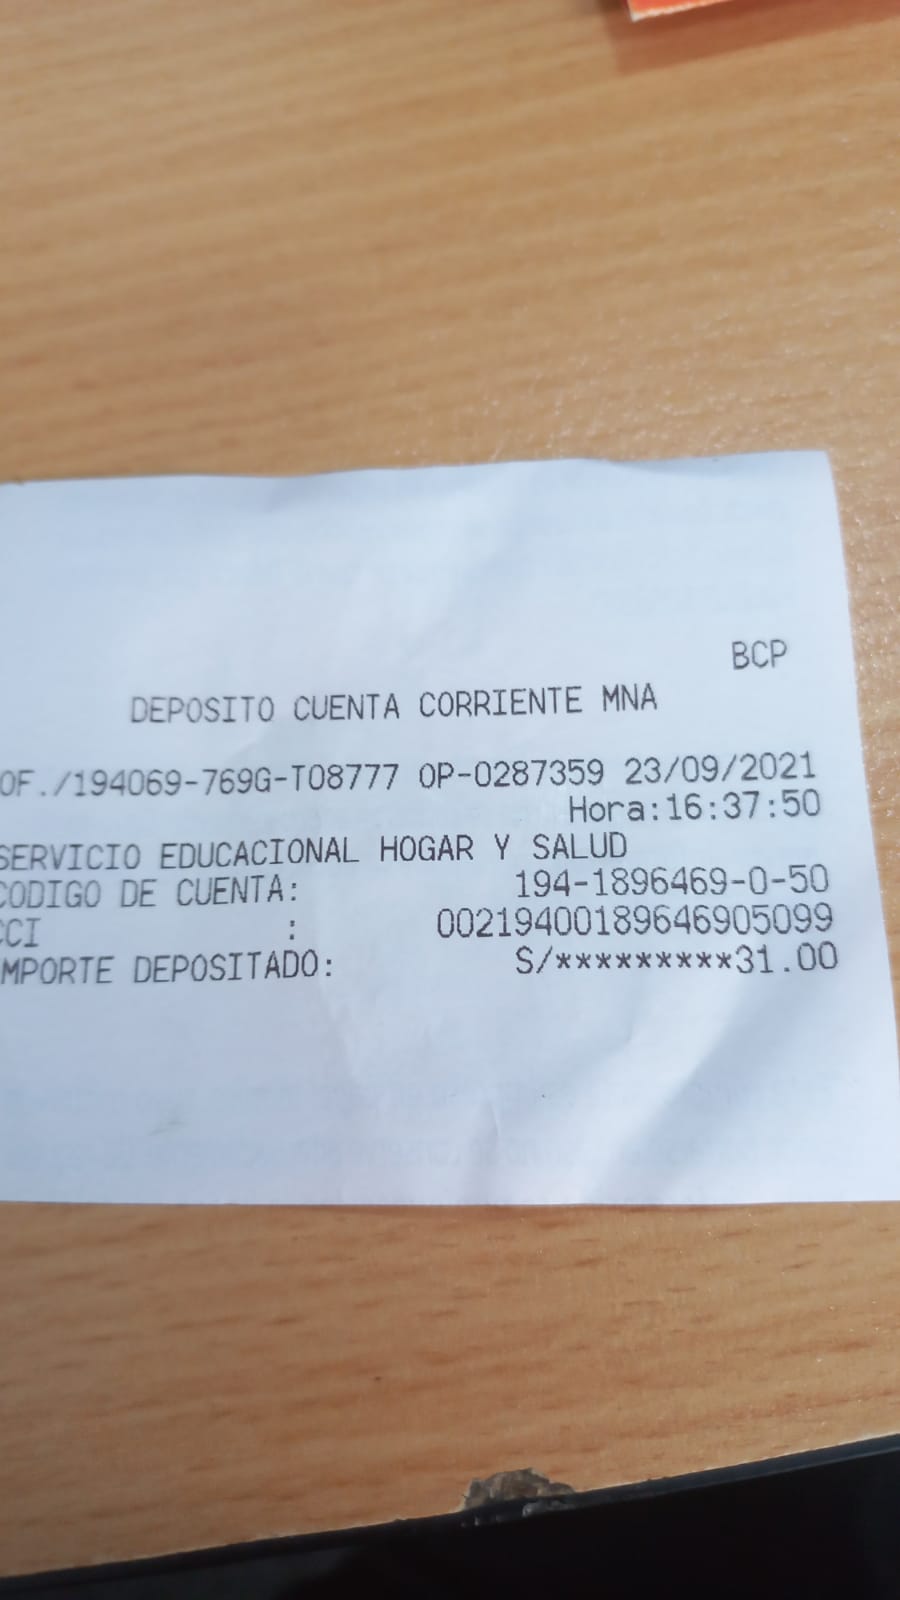 BCP
DEPOSITO CUENTA CORRIENTE MNA
OF./194069-769G-T08777 OP-0287359 23/09/2021
Hora:16:37:50
SERVICIO EDUCACIONAL HOGAR Y SALUD
CODIGO DE CUENTA: 194-1896469-0-50
CCI : 00219400189646905099
IMPORTE DEPOSITADO: S/*********31.00